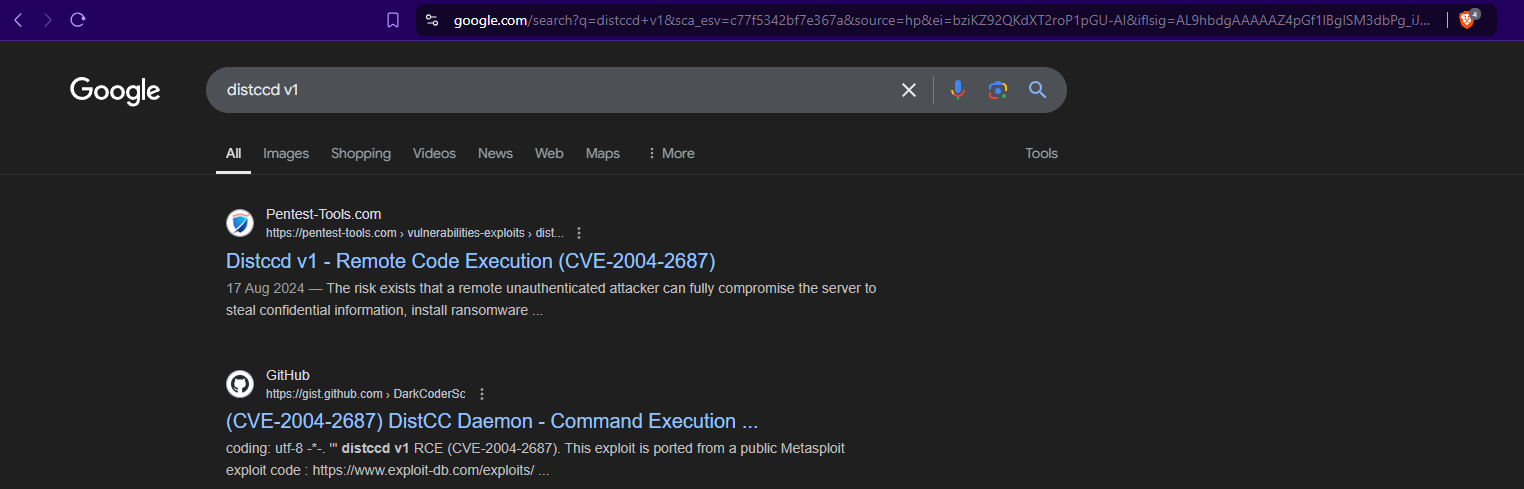 google.com/search?q=distccd+v1&sca_esv=c77f5342bf7e367a&source=hp&ei=bziKZ92QKdXT2roP1pGU-AI&iflsig=AL9hbdgAAAAAZ4pGf1IBgISM3dbPg_iJ...
4
Google
distccd v1
All Images Shopping Videos News Web Maps More Tools
Pentest-Tools.com
https://pentest-tools.com › vulnerabilities-exploits › dist...
Distccd v1 - Remote Code Execution (CVE-2004-2687)
17 Aug 2024 — The risk exists that a remote unauthenticated attacker can fully compromise the server to
steal confidential information, install ransomware ...
GitHub
https://gist.github.com › DarkCoderSc
(CVE-2004-2687) DistCC Daemon - Command Execution ...
coding: utf-8 -*-. '" distccd v1 RCE (CVE-2004-2687). This exploit is ported from a public Metasploit
exploit code : https://www.exploit-db.com/exploits/ ...